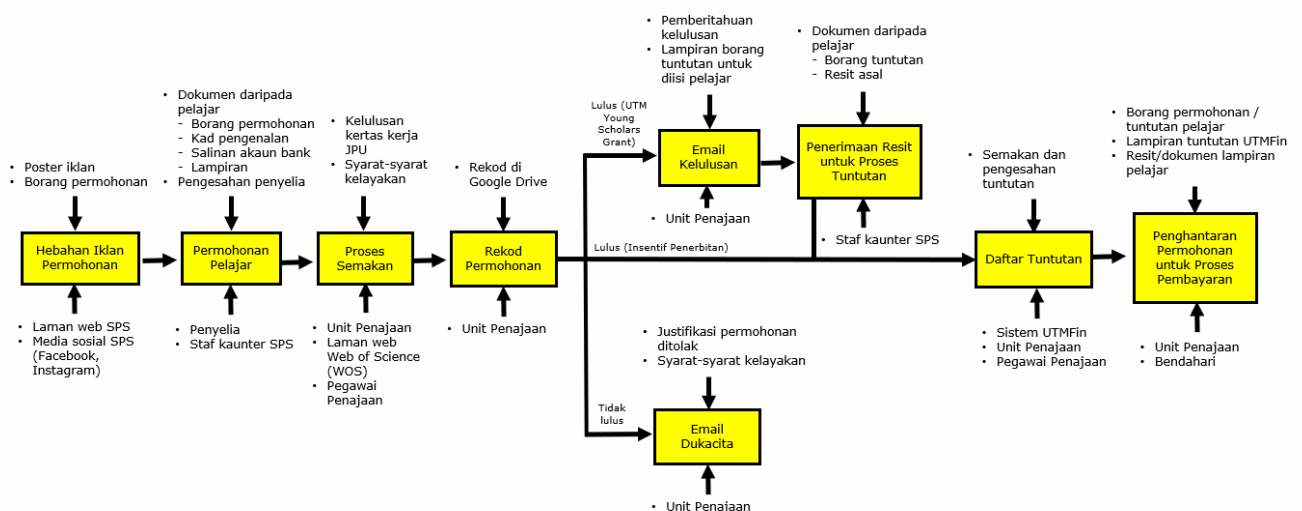 • Poster iklan
• Borang permohonan
Hebahan Iklan
Permohonan
• Laman web SPS
• Media sosial SPS
(Facebook,
Instagram)
• Dokumen daripada
pelajar
- Borang permohonan
- Kad pengenalan
- Salinan akaun bank
- Lampiran
• Pengesahan penyelia
Permohonan
Pelajar
• Penyelia
• Staf kaunter SPS
• Kelulusan
kertas kerja
JPU
• Syarat-syarat
kelayakan
Proses
Semakan
• Unit Penajaan
• Laman web
Web of Science
(WOS)
• Pegawai
Penajaan
• Rekod di
Google Drive
Rekod
Permohonan
• Unit Penajaan
Lulus (UTM
Young
Scholars
Grant)
• Pemberitahuan
kelulusan
• Lampiran borang
tuntutan untuk
diisi pelajar
Email
Kelulusan
• Unit Penajaan
• Dokumen daripada
pelajar
- Borang tuntutan
- Resit asal
Penerimaan Resit
untuk Proses
Tuntutan
• Staf kaunter SPS
Lulus (Insentif Penerbitan)
Tidak
lulus
• Justifikasi permohonan
ditolak
• Syarat-syarat kelayakan
Email
Dukacita
• Unit Penajaan
• Semakan dan
pengesahan
tuntutan
Daftar Tuntutan
• Sistem UTMFin
• Unit Penajaan
• Pegawai Penajaan
• Borang permohonan /
tuntutan pelajar
• Lampiran tuntutan UTMFin
• Resit/dokumen lampiran
pelajar
Penghantaran
Permohonan
untuk Proses
Pembayaran
• Unit Penajaan
• Bendahari